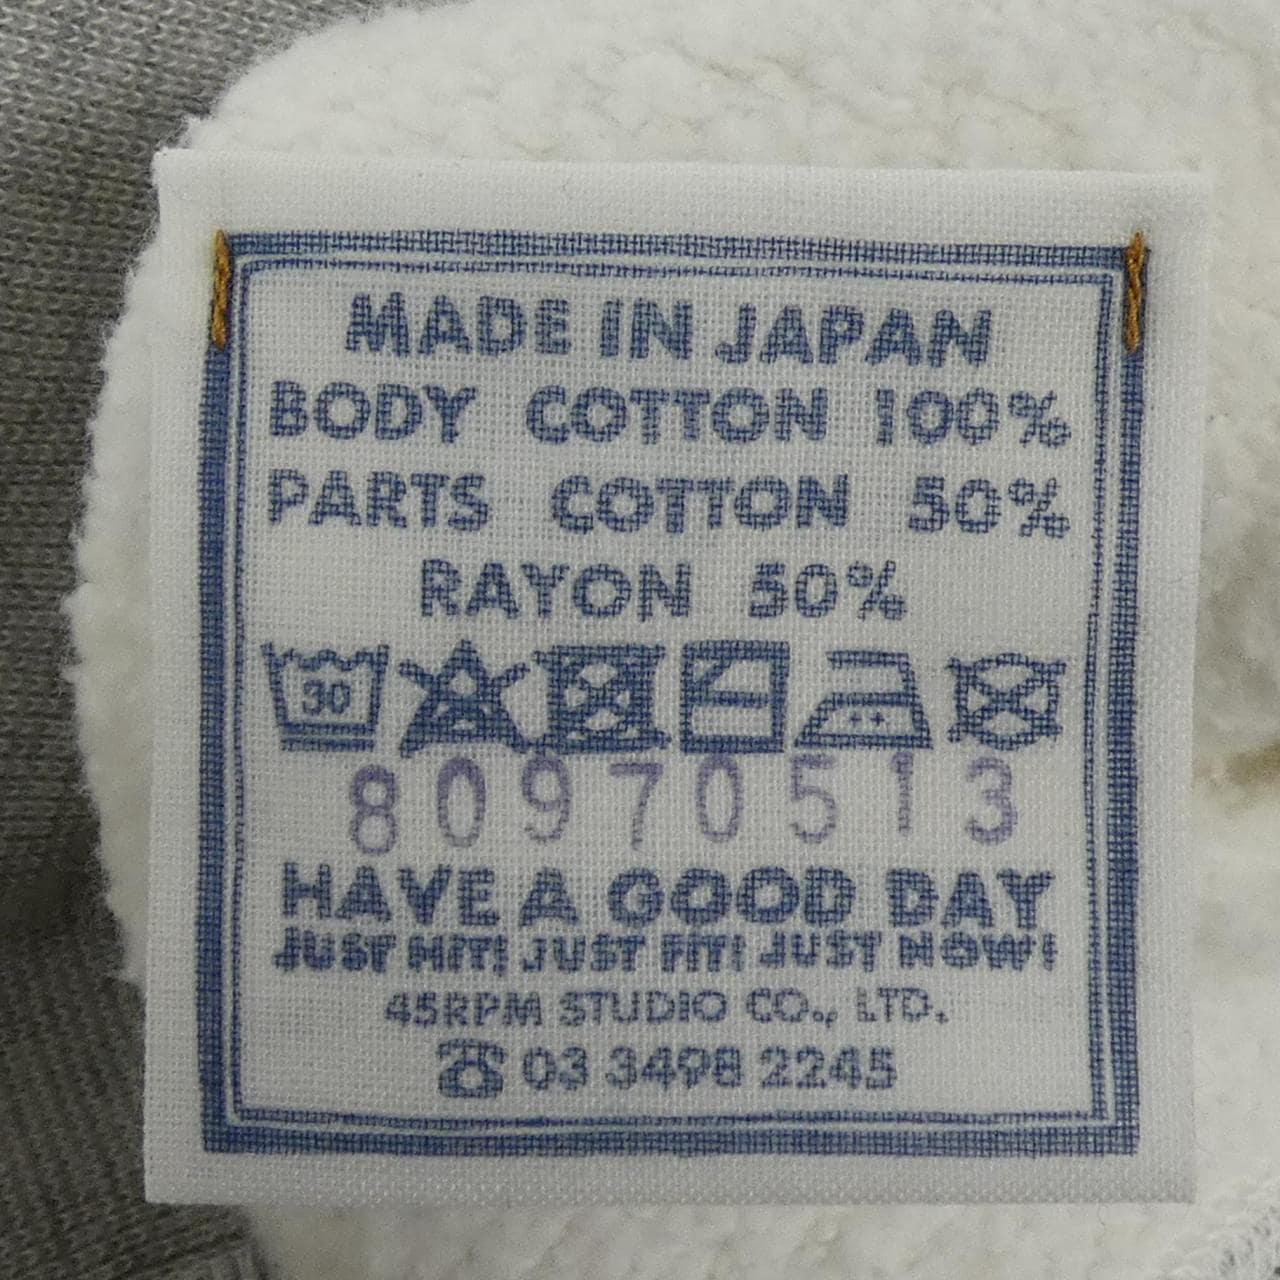 MADE IN JAPAN
BODY COTTON 100%
PARTS COTTON 50%
RAYON 50%
30
80970513
HAVE A GOOD DAY
JUST HIT! JUST FIT! JUST NOW!
45RPM STUDIO CO., LTD.
☎ 03 3498 2245